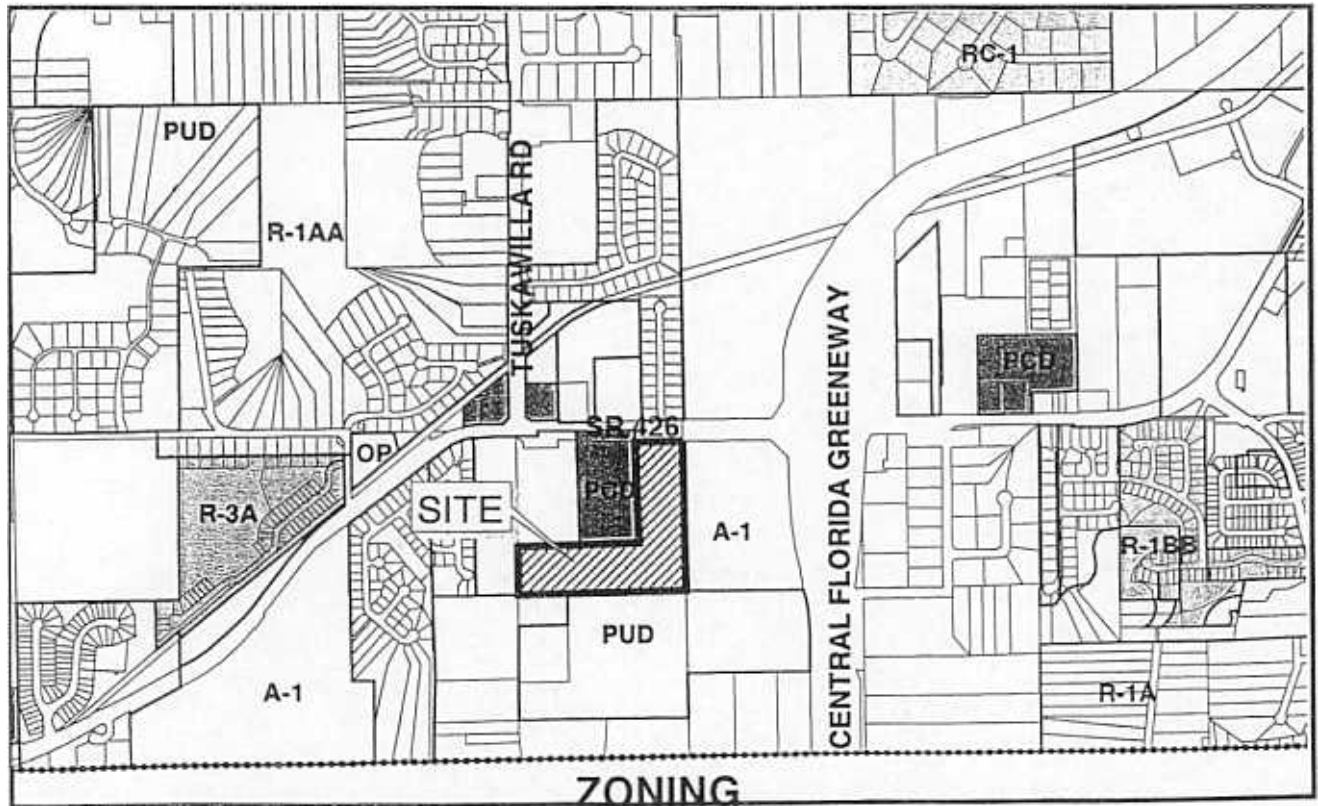 RC-1
PUD
TUSKAWILLA RD
R-1AA
CENTRAL FLORIDA GREENEWAY
PCD
SR 426
OP
PCD
R-3A
SITE
A-1
R-1BB
PUD
A-1
R-1A
ZONING